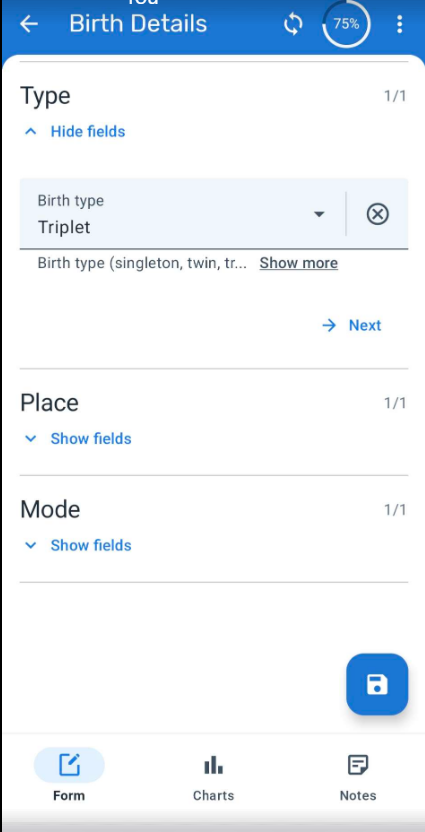 Birth Details
75%
Type
1/1
Hide fields
Birth type
Triplet
Birth type (singleton, twin, tr... Show more
Next
Place
1/1
Show fields
Mode
1/1
Show fields
Form
Charts
Notes